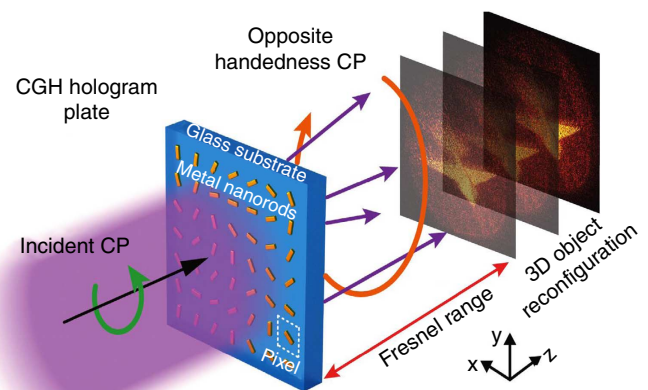 Opposite
handedness CP
CGH hologram
plate
Glass substrate
Metal nanorods
Incident CP
Pixel
Fresnel range
3D object
reconfiguration
y
x
z